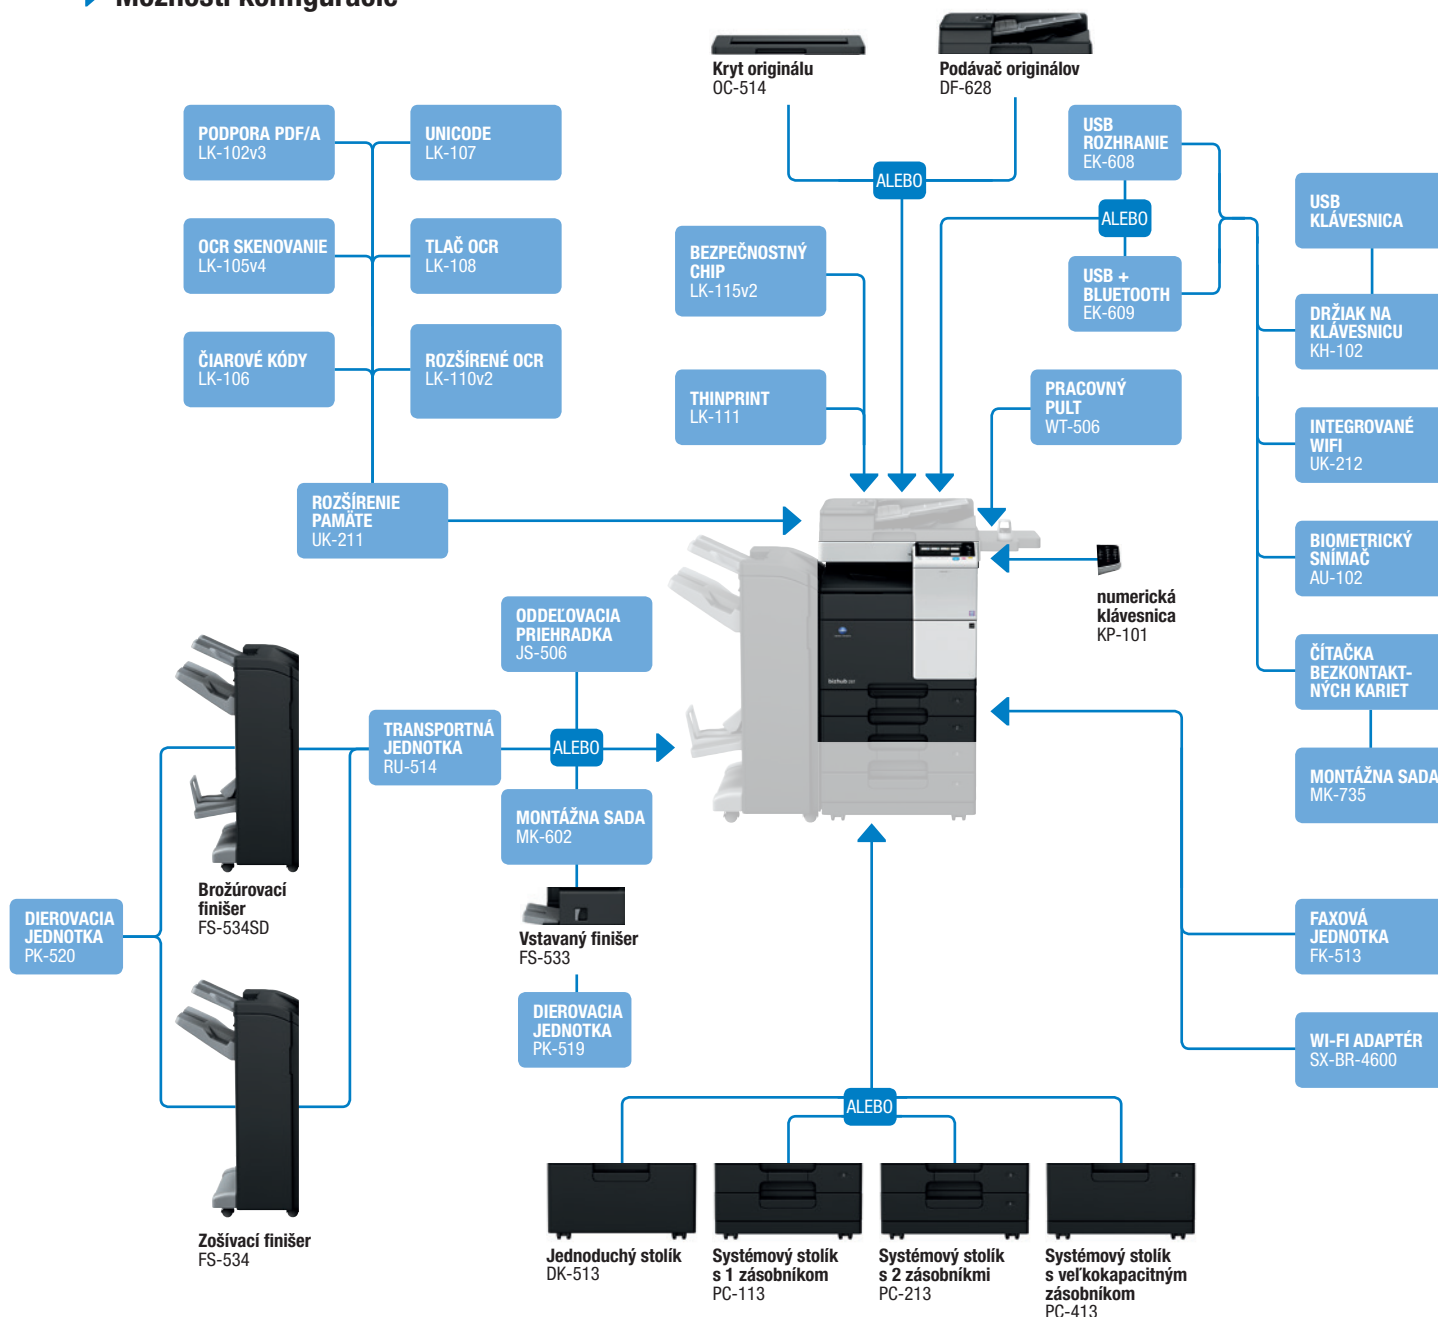 Možnosti konfigurácie
Kryt originálu
OC-514
Podávač originálov
DF-628
PODPORA PDF/A
LK-102v3
UNICODE
LK-107
USB
ROZHRANIE
EK-608
ALEBO
USB
KLÁVESNICA
ALEBO
OCR SKENOVANIE
LK-105v4
TLAČ OCR
LK-108
BEZPEČNOSTNÝ
CHIP
LK-115v2
USB +
BLUETOOTH
EK-609
DRŽIAK NA
KLÁVESNICU
KH-102
ČIAROVÉ KÓDY
LK-106
ROZŠÍRENÉ OCR
LK-110v2
THINPRINT
LK-111
PRACOVNÝ
PULT
WT-506
INTEGROVANÉ
WIFI
UK-212
ROZŠÍRENIE
PAMÄTE
UK-211
BIOMETRICKÝ
SNÍMAČ
AU-102
numerická
klávesnica
KP-101
ODDEĽOVACIA
PRIEHRADKA
JS-506
ČÍTAČKA
BEZKONTAKT-
NÝCH KARIET
bizhub
TRANSPORTNÁ
JEDNOTKA
RU-514
ALEBO
MONTÁŽNA SADA
MK-735
MONTÁŽNA SADA
MK-602
Brožúrovací
finišer
FS-534SD
DIEROVACIA
JEDNOTKA
PK-520
Vstavaný finišer
FS-533
FAXOVÁ
JEDNOTKA
FK-513
DIEROVACIA
JEDNOTKA
PK-519
WI-FI ADAPTÉR
SX-BR-4600
ALEBO
Zošívací finišer
FS-534
Jednoduchý stolík
DK-513
Systémový stolík
s 1 zásobníkom
PC-113
Systémový stolík
s 2 zásobníkmi
PC-213
Systémový stolík
s veľkokapacitným
zásobníkom
PC-413